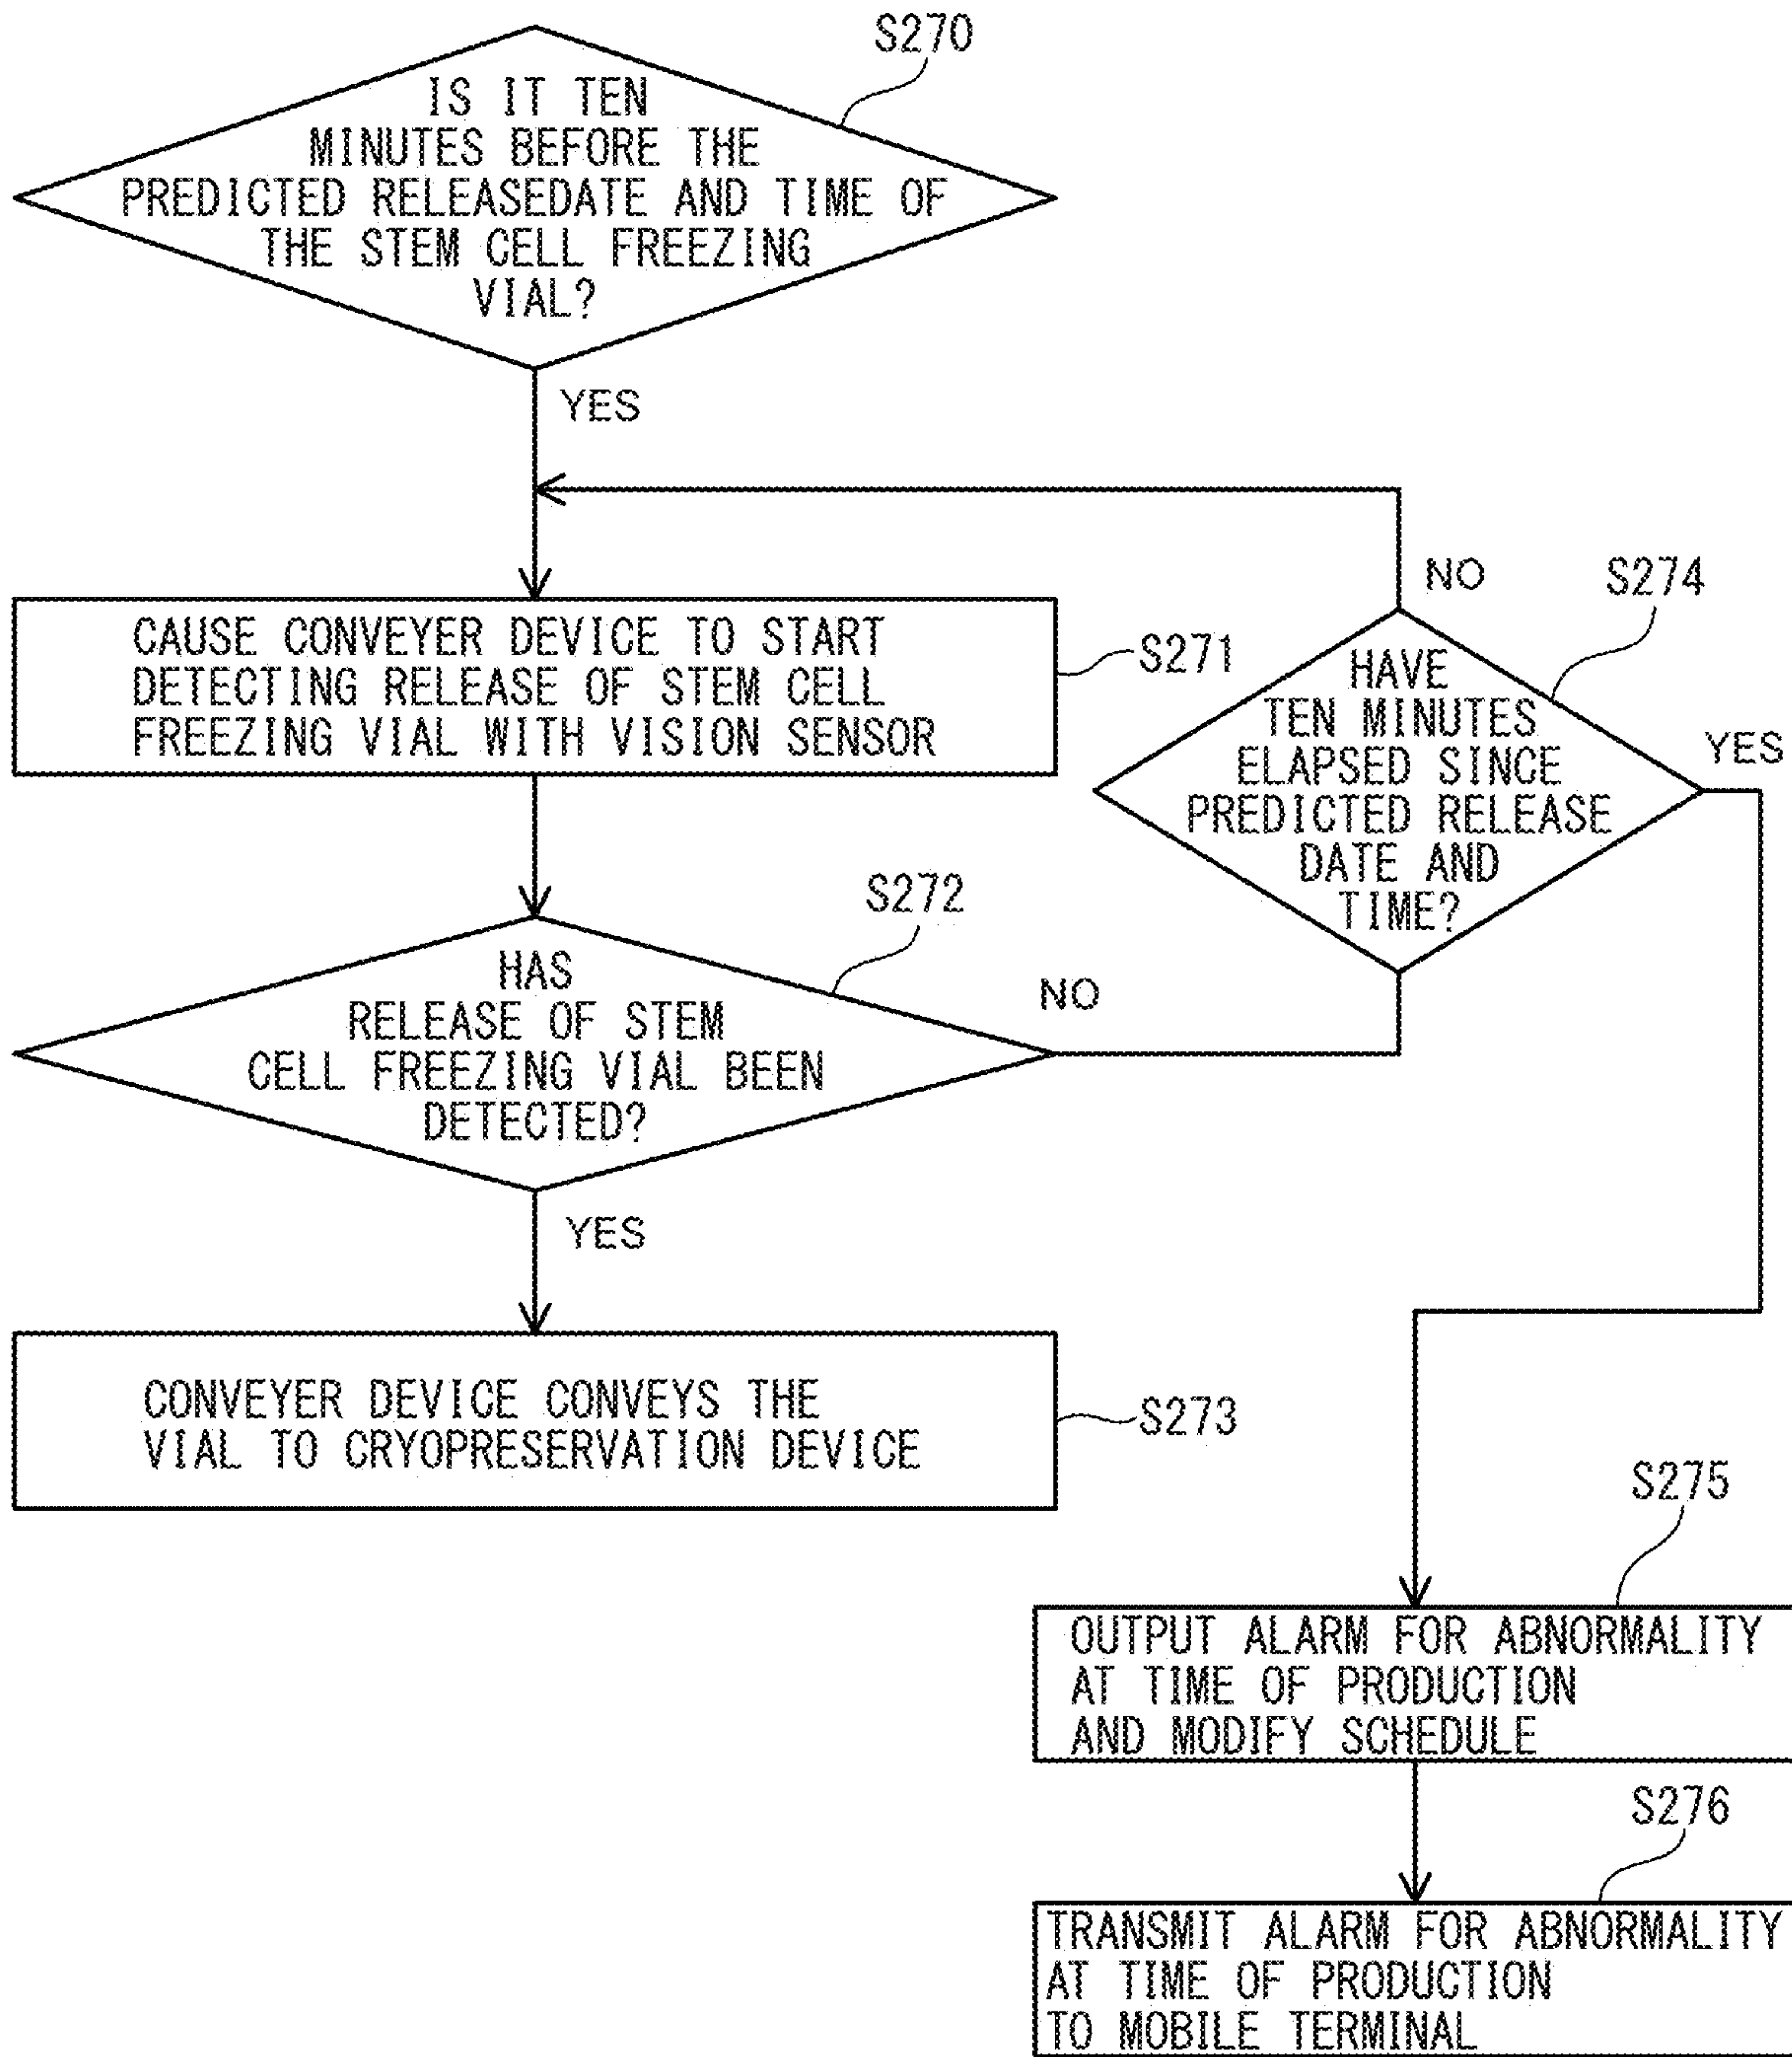 S270
IS IT TEN
MINUTES BEFORE THE
PREDICTED RELEASEDATE AND TIME OF
THE STEM CELL FREEZING
VIAL?
YES
CAUSE CONVEYER DEVICE TO START
DETECTING RELEASE OF STEM CELL
FREEZING VIAL WITH VISION SENSOR
S271
NO
S274
HAVE
TEN MINUTES
ELAPSED SINCE
PREDICTED RELEASE
DATE AND
TIME?
YES
S272
HAS
RELEASE OF STEM
CELL FREEZING VIAL BEEN
DETECTED?
NO
YES
CONVEYER DEVICE CONVEYS THE
VIAL TO CRYOPRESERVATION DEVICE
S273
S275
OUTPUT ALARM FOR ABNORMALITY
AT TIME OF PRODUCTION
AND MODIFY SCHEDULE
S276
TRANSMIT ALARM FOR ABNORMALITY
AT TIME OF PRODUCTION
TO MOBILE TERMINAL